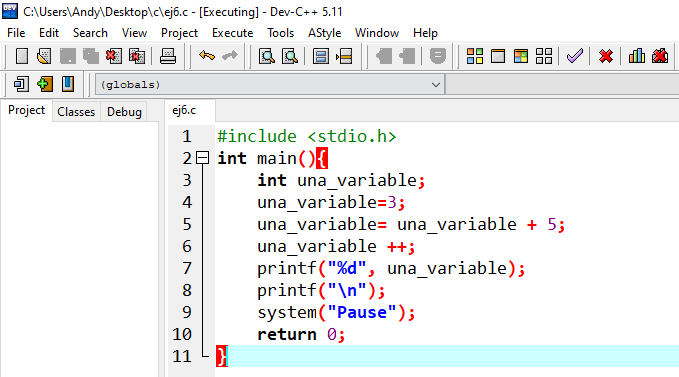 C:\Users\Andy\Desktop\c\ej6.c - [Executing] - Dev-C++ 5.11
File Edit Search View Project Execute Tools AStyle Window Help
(globals)
Project Classes Debug ej6.c
1 #include <stdio.h>
2 int main(){
3 int una_variable;
4 una_variable=3;
5 una_variable= una_variable + 5;
6 una_variable ++;
7 printf("%d", una_variable);
8 printf("\n");
9 system("Pause");
10 return 0;
11 }